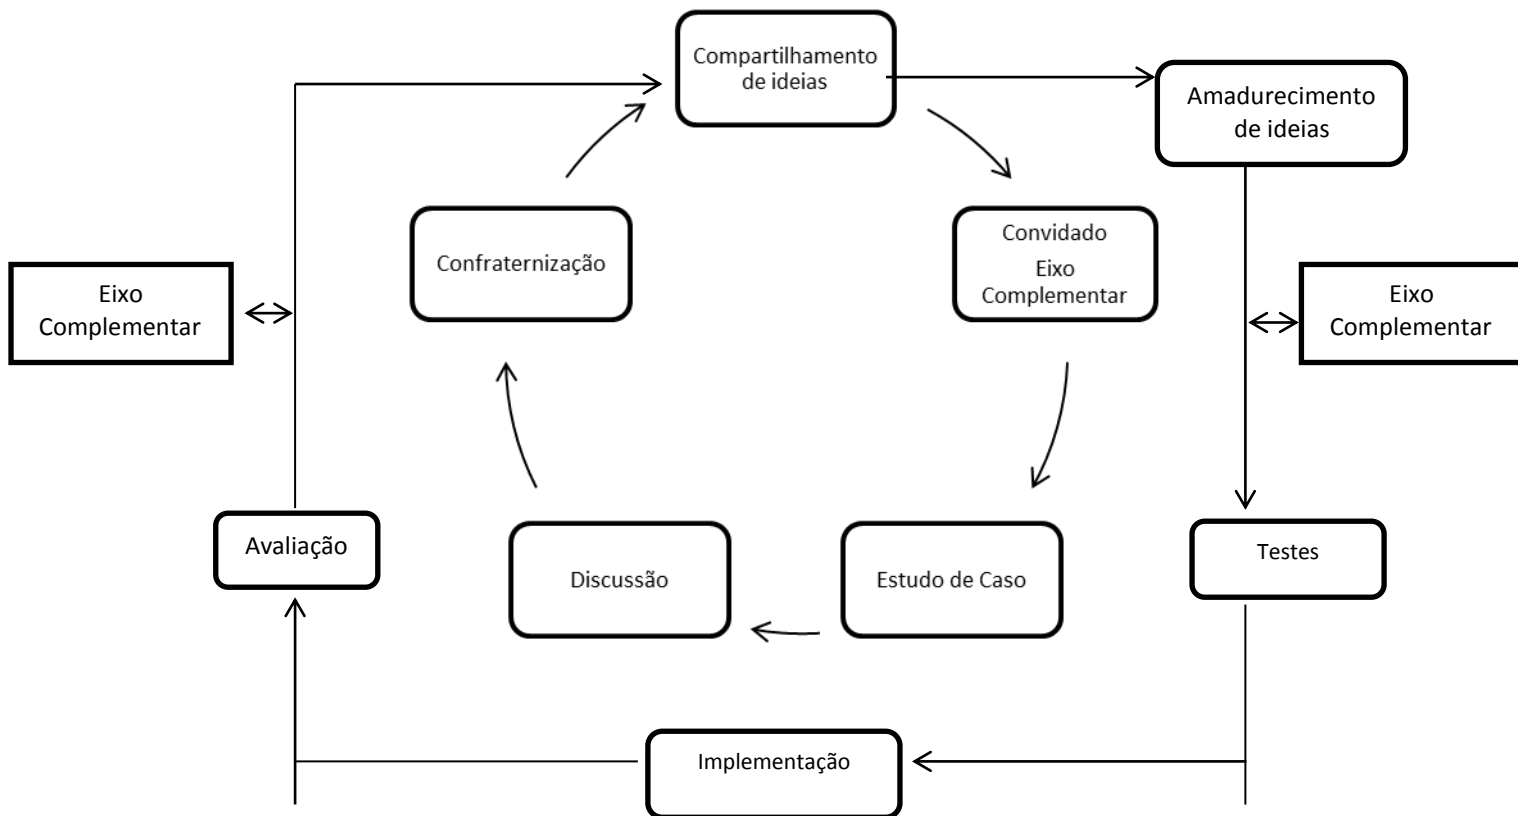 Compartilhamento
de ideias
Amadurecimento
de ideias
Confraternização
Convidado
Eixo
Complementar
Eixo
Complementar
Eixo
Complementar
Avaliação
Discussão
Estudo de Caso
Testes
Implementação